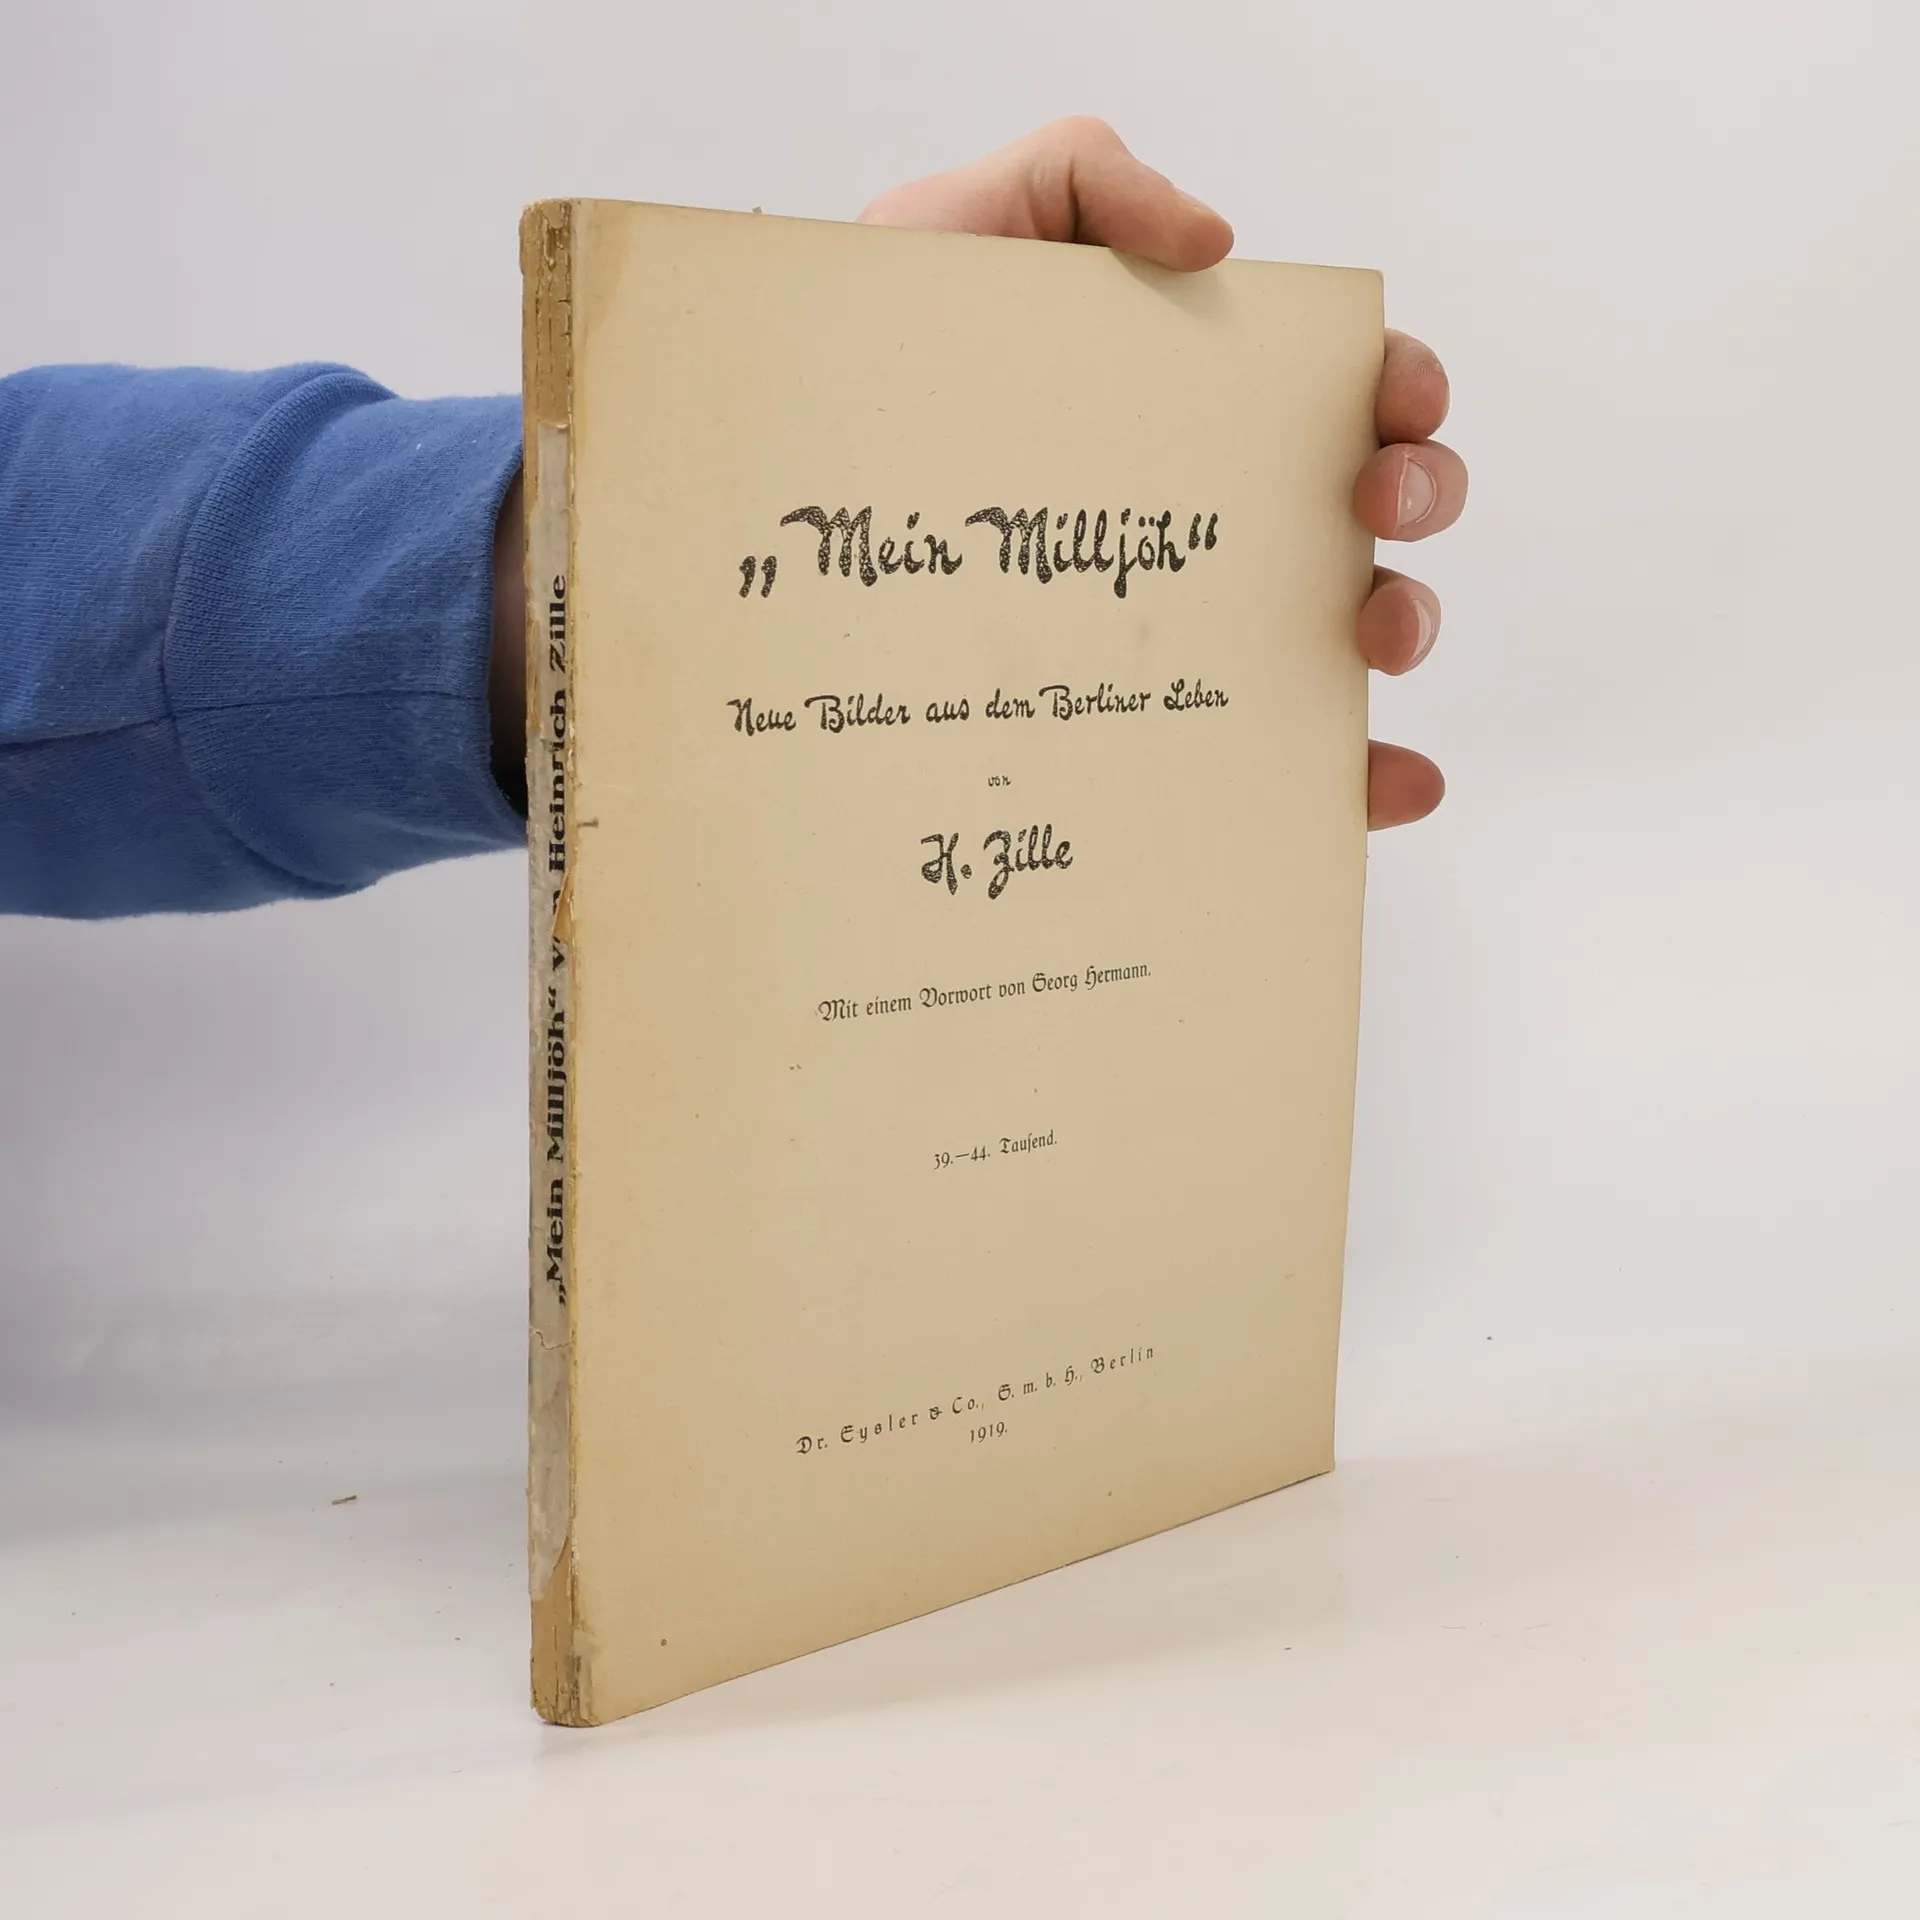 „Mein Milljöh“
Neue Bilder aus dem Berliner Leben
von
H. Zille
Mit einem Vorwort von Georg Hermann.
39.—44. Tausend.
Dr. Eysler & Co., G. m. b. H., Berlin
1919.
„Mein Milljöh“ Heinrich Zille